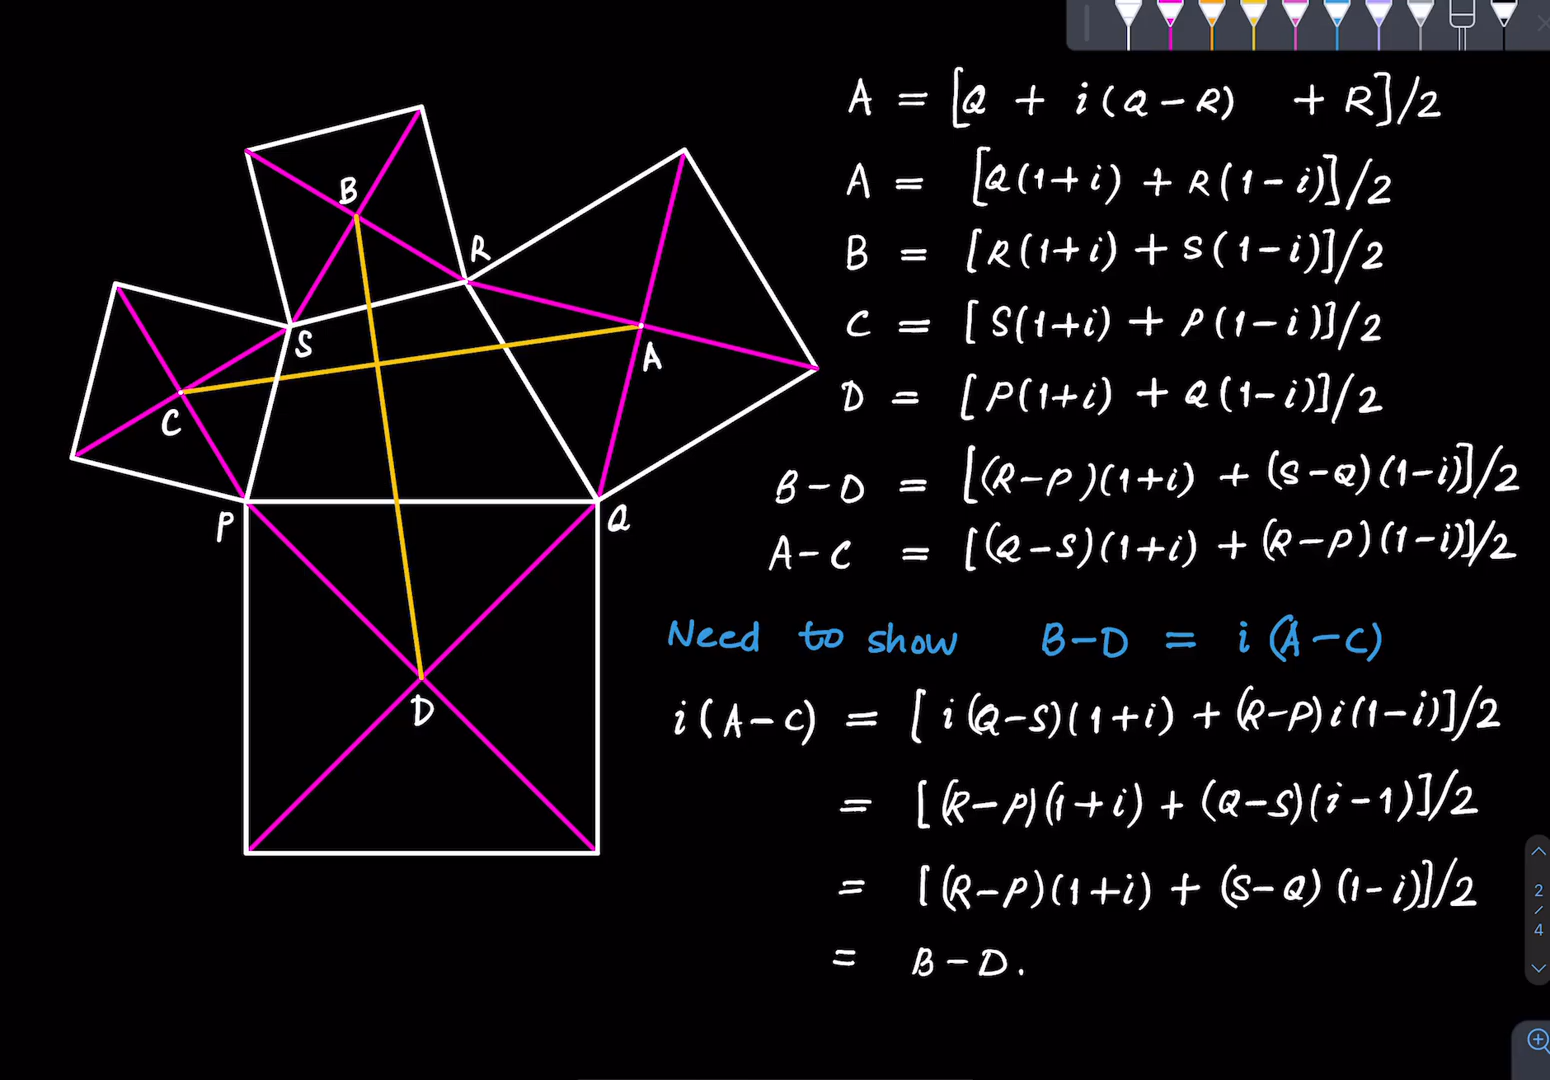 A = [Q + i(Q-R) + R]/2
A = [Q(1+i) + R(1-i)]/2
B = [R(1+i) + S(1-i)]/2
C = [S(1+i) + P(1-i)]/2
D = [P(1+i) + Q(1-i)]/2
B-D = [(R-P)(1+i) + (S-Q)(1-i)]/2
A-C = [(Q-S)(1+i) + (R-P)(1-i)]/2
Need to show B-D = i(A-C)
i(A-C) = [i(Q-S)(1+i) + (R-P)i(1-i)]/2
= [(R-P)(1+i) + (Q-S)(i-1)]/2
= [(R-P)(1+i) + (S-Q)(1-i)]/2
= B-D.
B
R
S
A
C
P
Q
D
2
/
4